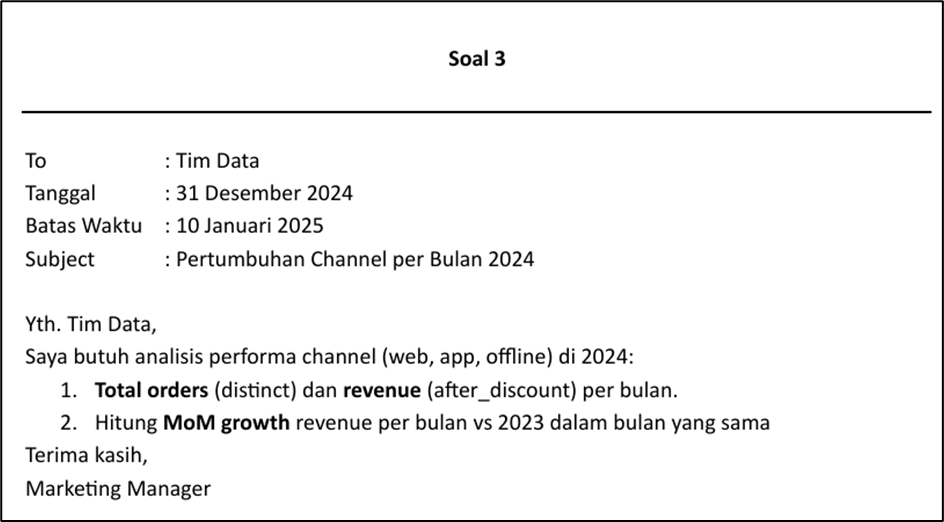 Soal 3
To : Tim Data
Tanggal : 31 Desember 2024
Batas Waktu : 10 Januari 2025
Subject : Pertumbuhan Channel per Bulan 2024
Yth. Tim Data,
Saya butuh analisis performa channel (web, app, offline) di 2024:
1. Total orders (distinct) dan revenue (after_discount) per bulan.
2. Hitung MoM growth revenue per bulan vs 2023 dalam bulan yang sama
Terima kasih,
Marketing Manager